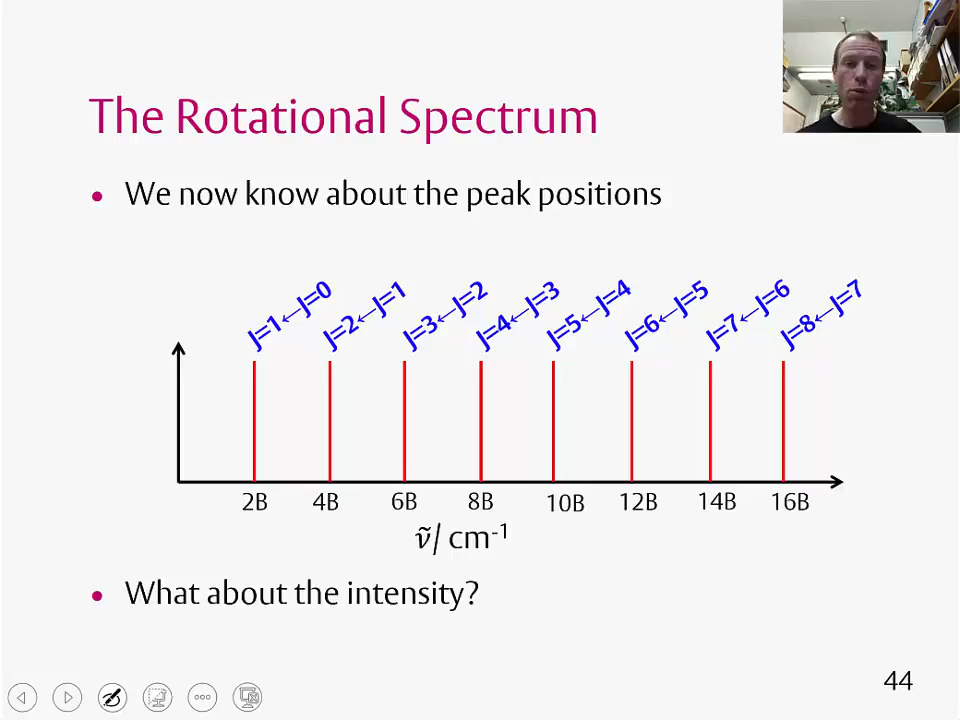 The Rotational Spectrum
• We now know about the peak positions
J=1←J=0 J=2←J=1 J=3←J=2 J=4←J=3 J=5←J=4 J=6←J=5 J=7←J=6 J=8←J=7
2B 4B 6B 8B 10B 12B 14B 16B
ν̃/ cm⁻¹
• What about the intensity?
44